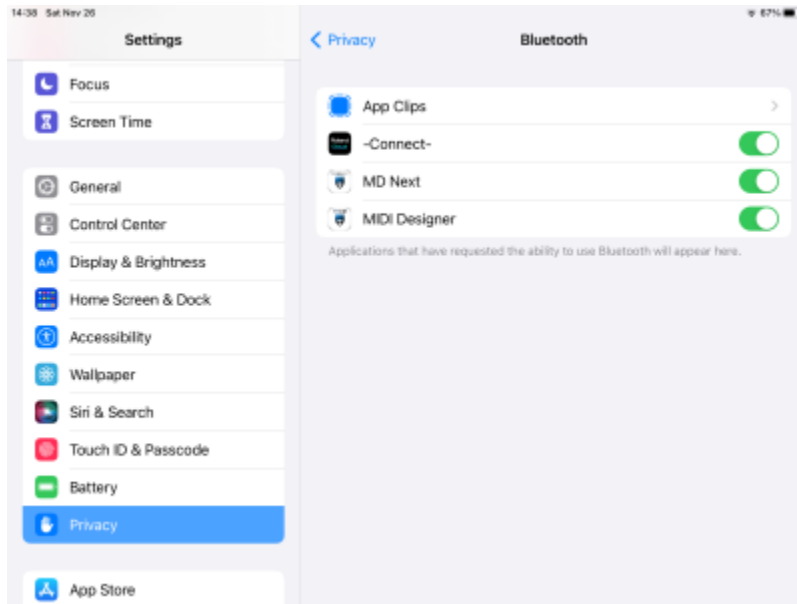 14:38 Sat Nov 26
67%
Settings
Privacy
Bluetooth
Focus
Screen Time
General
Control Center
AA Display & Brightness
Home Screen & Dock
Accessibility
Wallpaper
Siri & Search
Touch ID & Passcode
Battery
Privacy
App Store
App Clips
-Connect-
MD Next
MIDI Designer
Applications that have requested the ability to use Bluetooth will appear here.